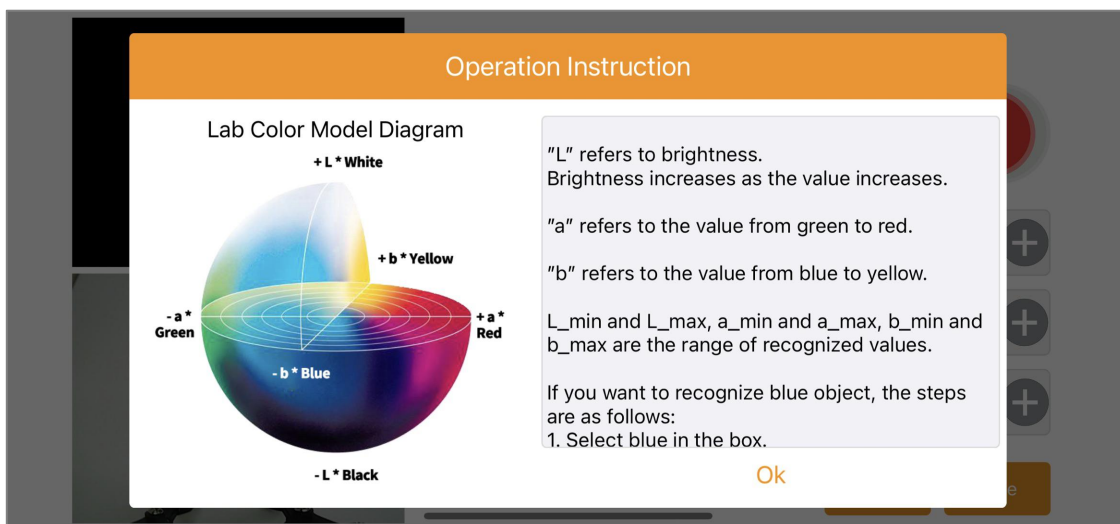 Operation Instruction
Lab Color Model Diagram
+ L * White
+ b * Yellow
- a *
Green
+ a *
Red
- b * Blue
- L * Black
"L" refers to brightness.
Brightness increases as the value increases.
"a" refers to the value from green to red.
"b" refers to the value from blue to yellow.
L_min and L_max, a_min and a_max, b_min and
b_max are the range of recognized values.
If you want to recognize blue object, the steps
are as follows:
1. Select blue in the box.
Ok